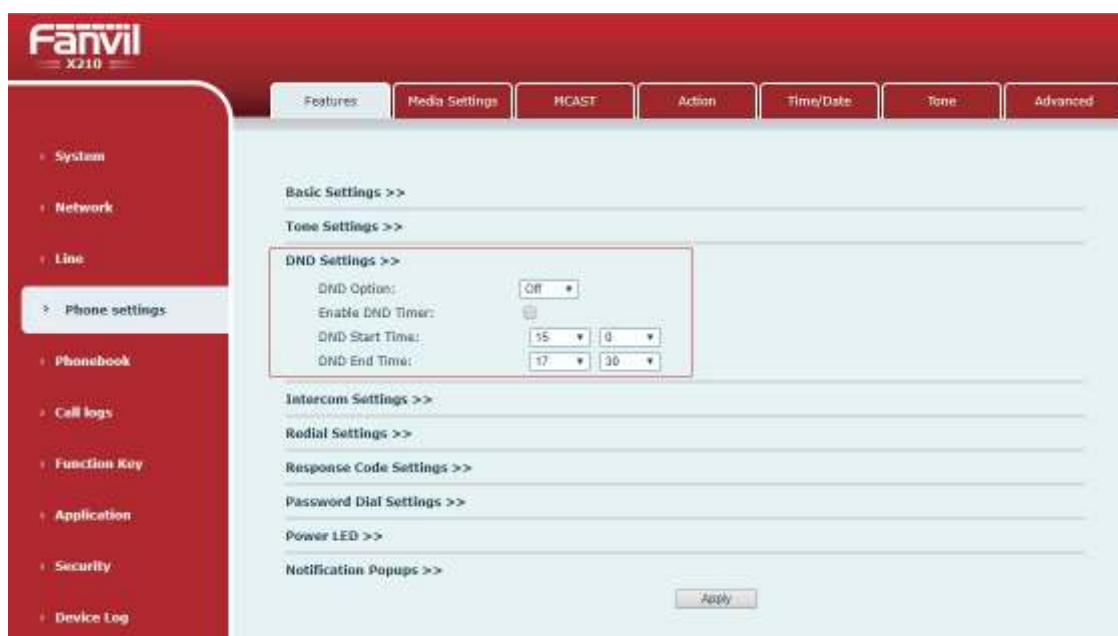 Fanvil
X210
Features Media Settings MCAST Action Time/Date Tone Advanced
System
Network
Line
Phone settings
Phonebook
Call logs
Function Key
Application
Security
Device Log
Basic Settings >>
Tone Settings >>
DND Settings >>
DND Option: Off
Enable DND Timer:
DND Start Time: 15 0
DND End Time: 17 30
Intercom Settings >>
Redial Settings >>
Response Code Settings >>
Password Dial Settings >>
Power LED >>
Notification Popups >>
Apply